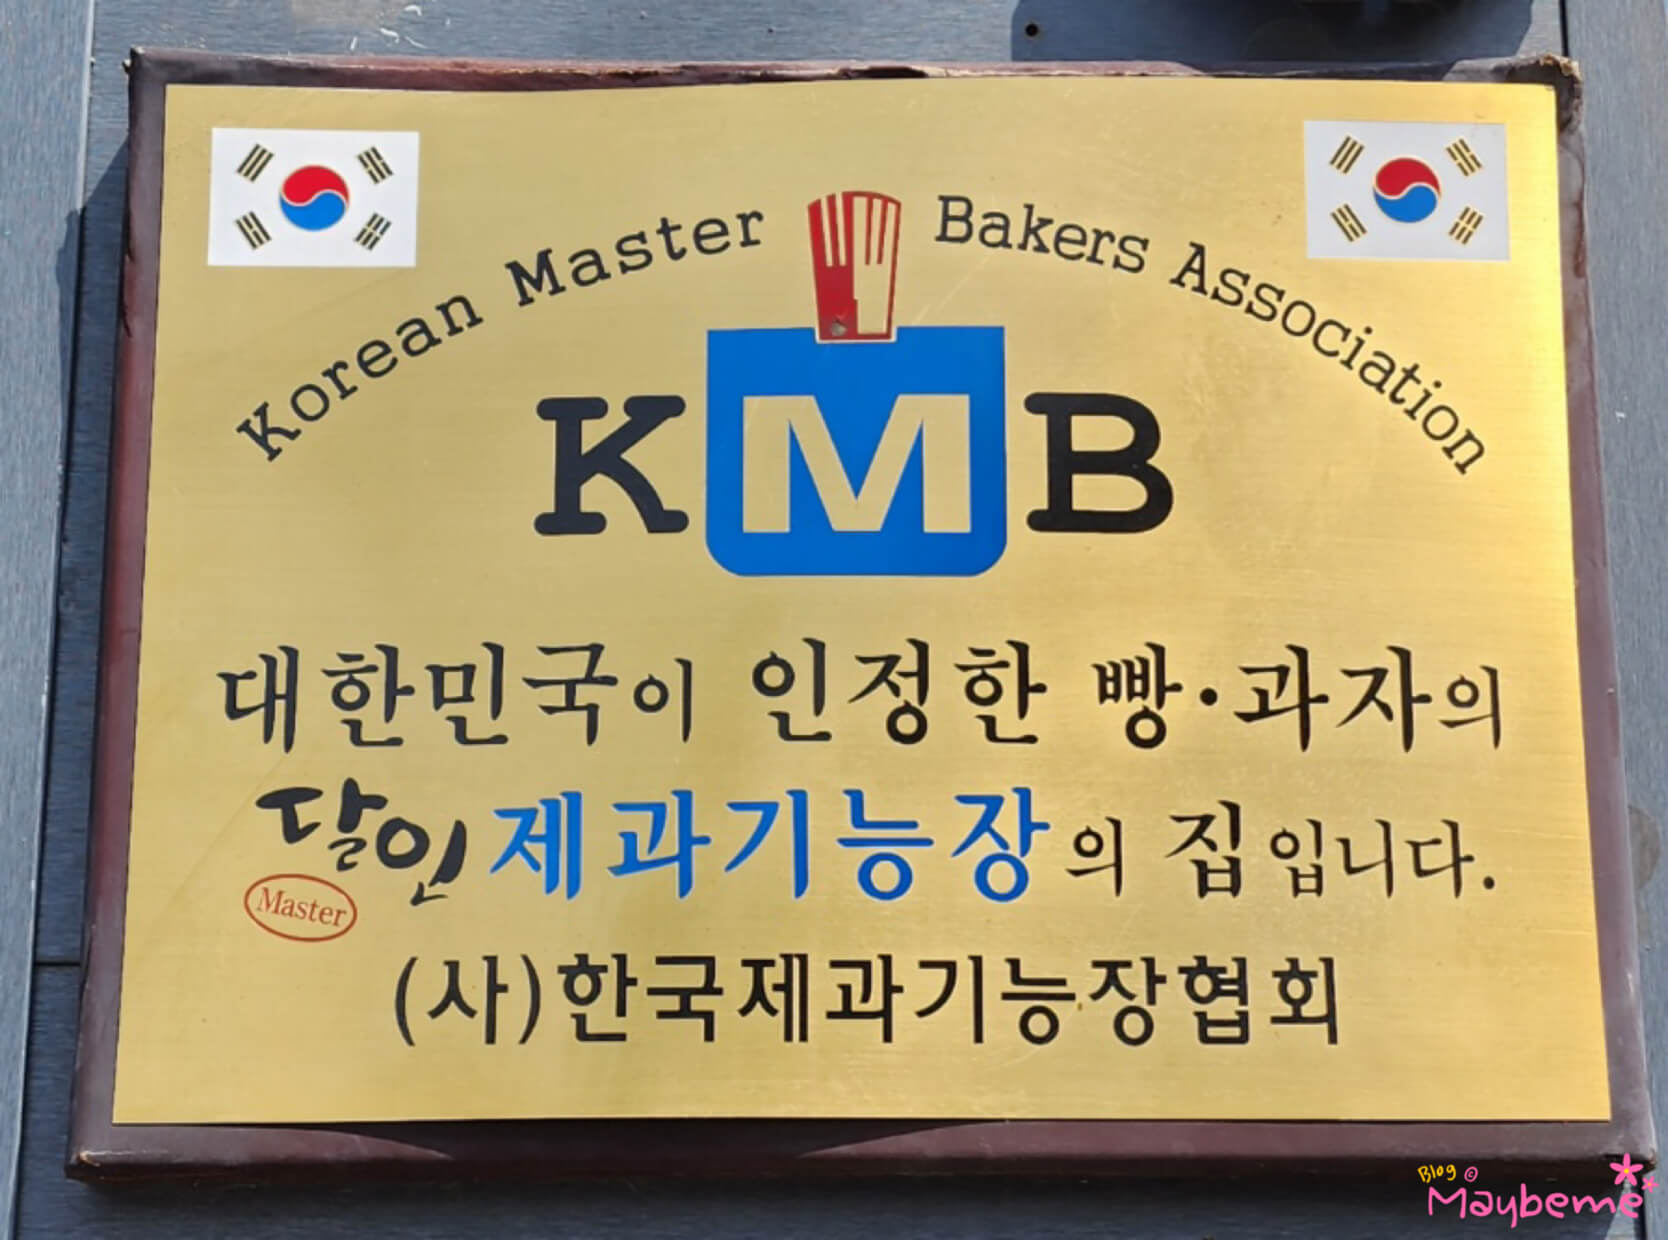 Korean Master Bakers Association
KMB
대한민국이 인정한 빵·과자의
달인 제과기능장의 집입니다.
Master
(사)한국제과기능장협회
Blog ©
Maybeme